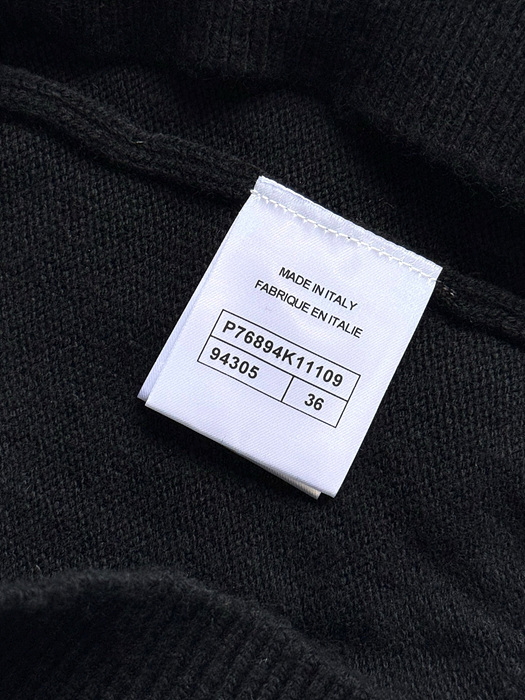 MADE IN ITALY
FABRIQUE EN ITALIE
P76894K11109
94305
36